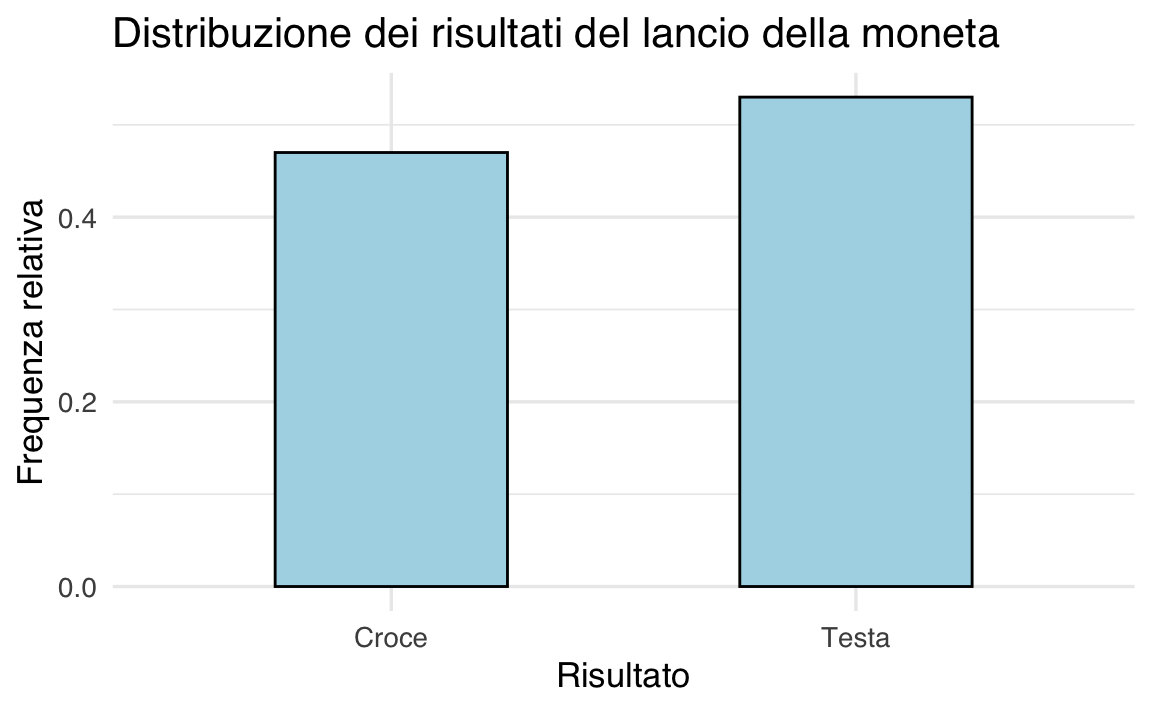 Distribuzione dei risultati del lancio della moneta
Frequenza relativa
0.4
0.2
0.0
Croce
Testa
Risultato